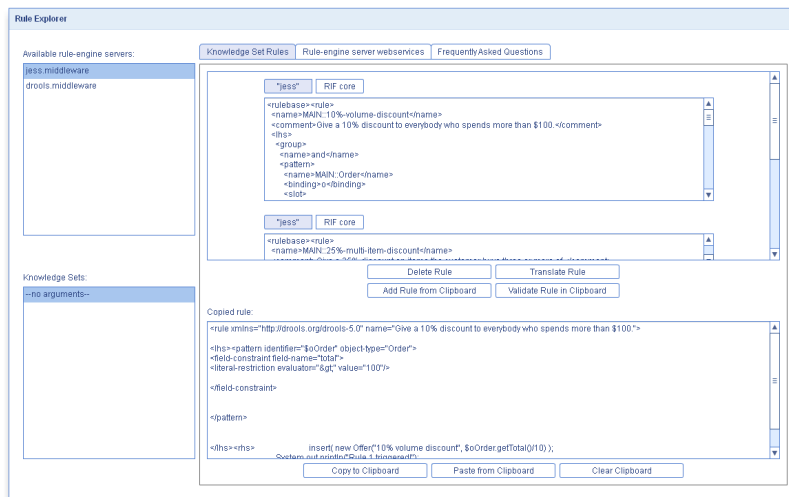 Rule Explorer
Available rule-engine servers:
jess.middleware
drools.middleware
Knowledge Sets:
--no arguments--
Knowledge Set Rules
Rule-engine server webservices
Frequently Asked Questions
"jess"
RIF core
<rulebase><rule>
<name>MAIN::10%-volume-discount</name>
<comment>Give a 10% discount to everybody who spends more than $100.</comment>
<lhs>
<group>
<name>and</name>
<pattern>
<name>MAIN::Order</name>
<binding>o</binding>
<slot>
"jess"
RIF core
<rulebase><rule>
<name>MAIN::25%-multi-item-discount</name>
Delete Rule
Translate Rule
Add Rule from Clipboard
Validate Rule in Clipboard
Copied rule:
<rule xmlns="http://drools.org/drools-5.0" name="Give a 10% discount to everybody who spends more than $100.">
<lhs><pattern identifier="$oOrder" object-type="Order">
<field-constraint field-name="total">
<literal-restriction evaluator="&gt;" value="100"/>
</field-constraint>
</pattern>
</lhs><rhs> insert( new Offer("10% volume discount", $oOrder.getTotal()/10) );
System.out.println("Rule 1 triggered!");
Copy to Clipboard
Paste from Clipboard
Clear Clipboard